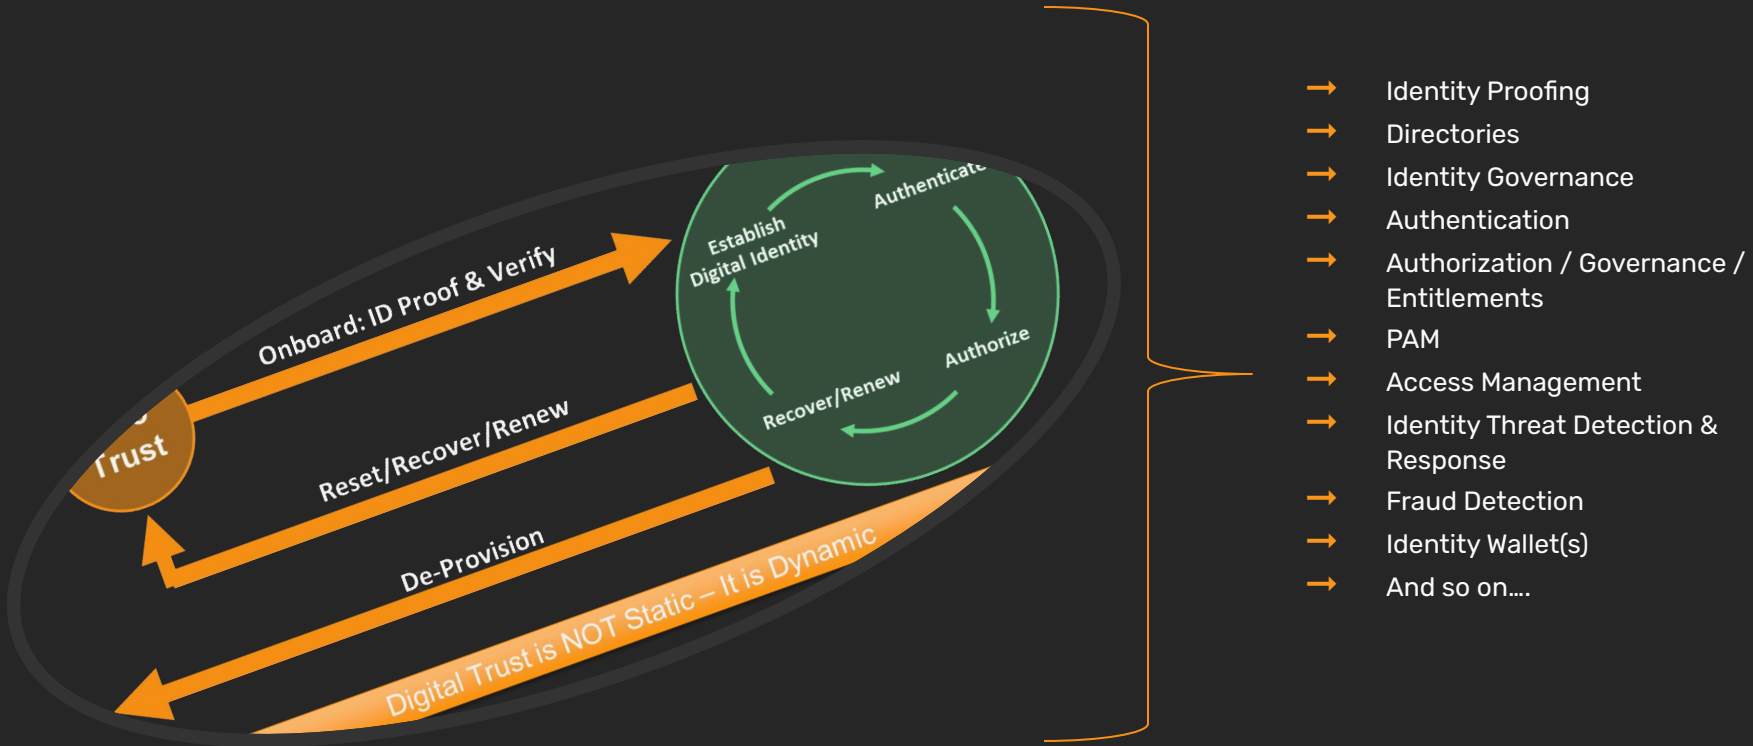 Authenticate
Establish
Digital Identity
Onboard: ID Proof & Verify
Authorize
Recover/Renew
Trust
Reset/Recover/Renew
De-Provision
Digital Trust is NOT Static – It is Dynamic
Identity Proofing
Directories
Identity Governance
Authentication
Authorization / Governance /
Entitlements
PAM
Access Management
Identity Threat Detection &
Response
Fraud Detection
Identity Wallet(s)
And so on....